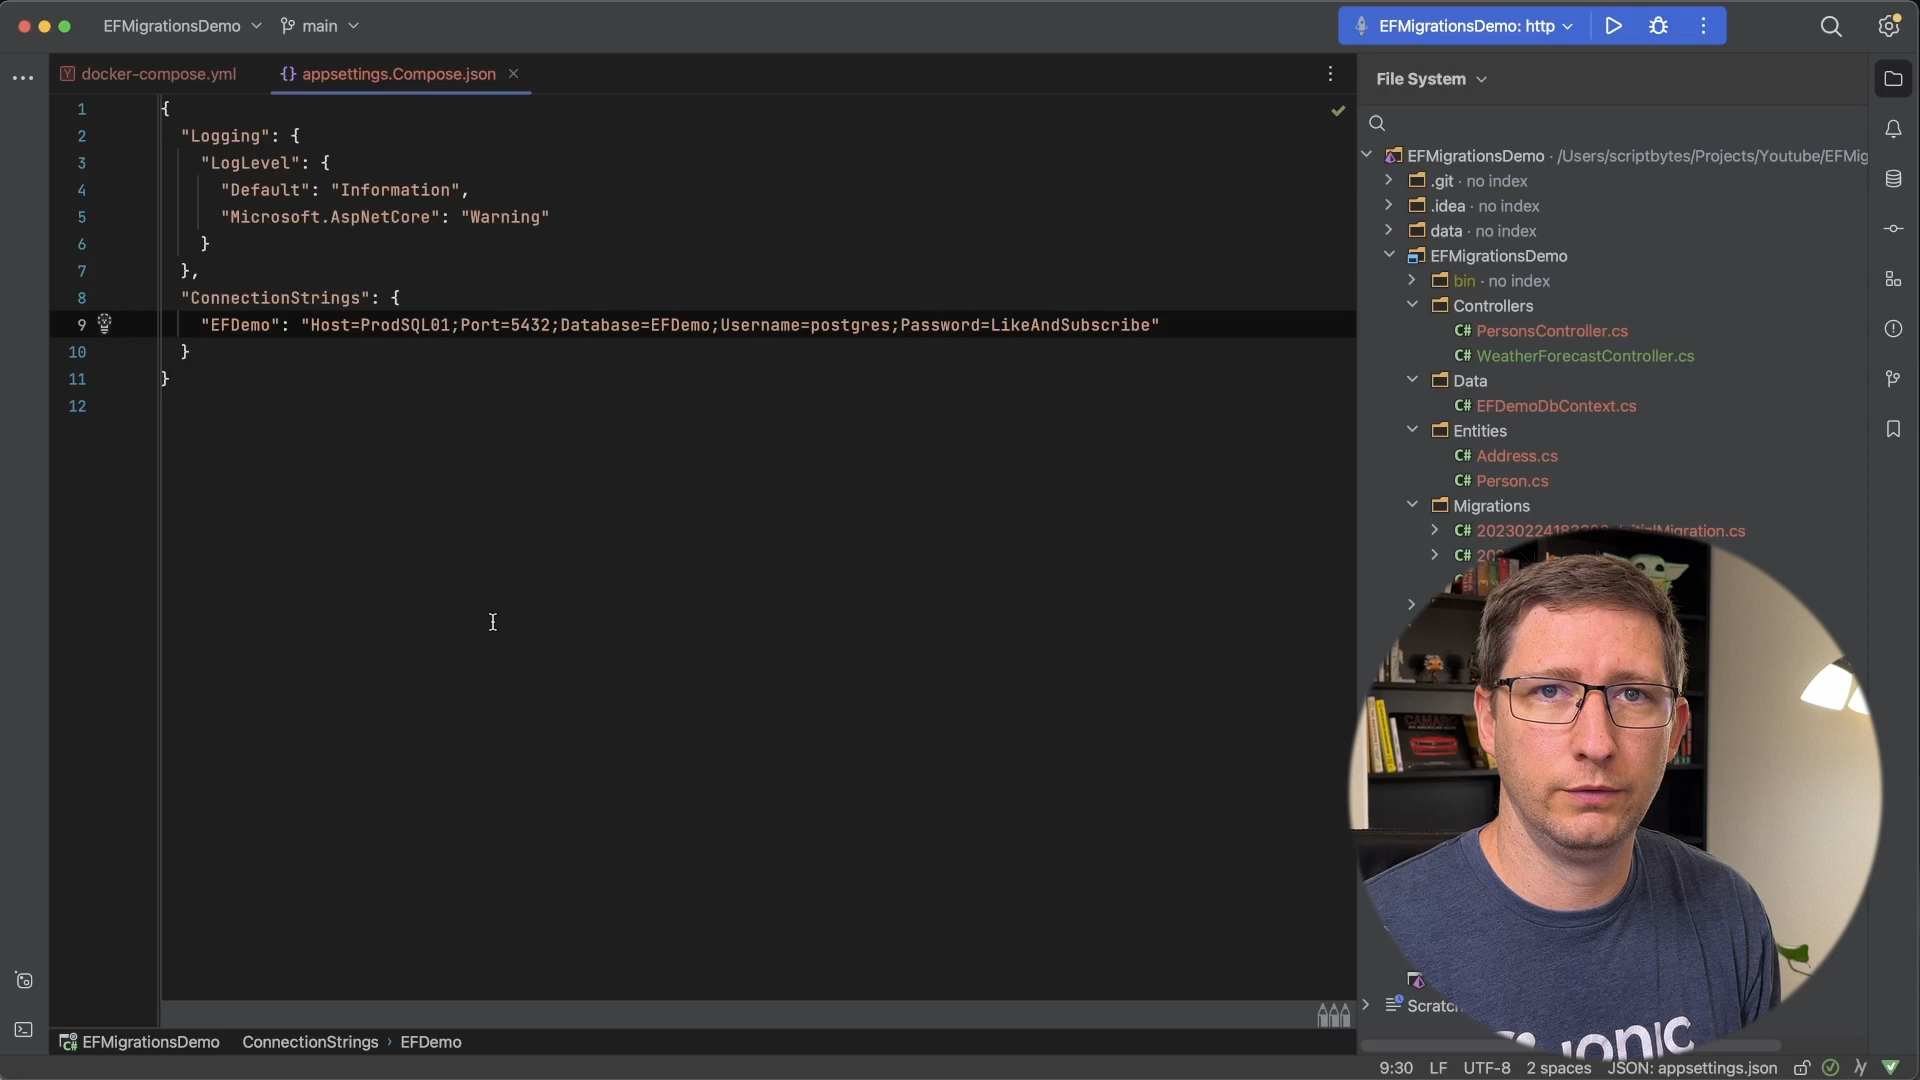 EFMigrationsDemo
main
EFMigrationsDemo: http
docker-compose.yml
appsettings.Compose.json
1 {
2 "Logging": {
3 "LogLevel": {
4 "Default": "Information",
5 "Microsoft.AspNetCore": "Warning"
6 }
7 },
8 "ConnectionStrings": {
9 "EFDemo": "Host=ProdSQL01;Port=5432;Database=EFDemo;Username=postgres;Password=LikeAndSubscribe"
10 }
11 }
12
File System
EFMigrationsDemo · /Users/scriptbytes/Projects/Youtube/EFMig
.git · no index
.idea · no index
data · no index
EFMigrationsDemo
bin · no index
Controllers
C# PersonsController.cs
C# WeatherForecastController.cs
Data
C# EFDemoDbContext.cs
Entities
C# Address.cs
C# Person.cs
Migrations
C#
C#
CAMARO
EFMigrationsDemo ConnectionStrings › EFDemo
9:30 LF UTF-8 2 spaces JSON: appsettings.json